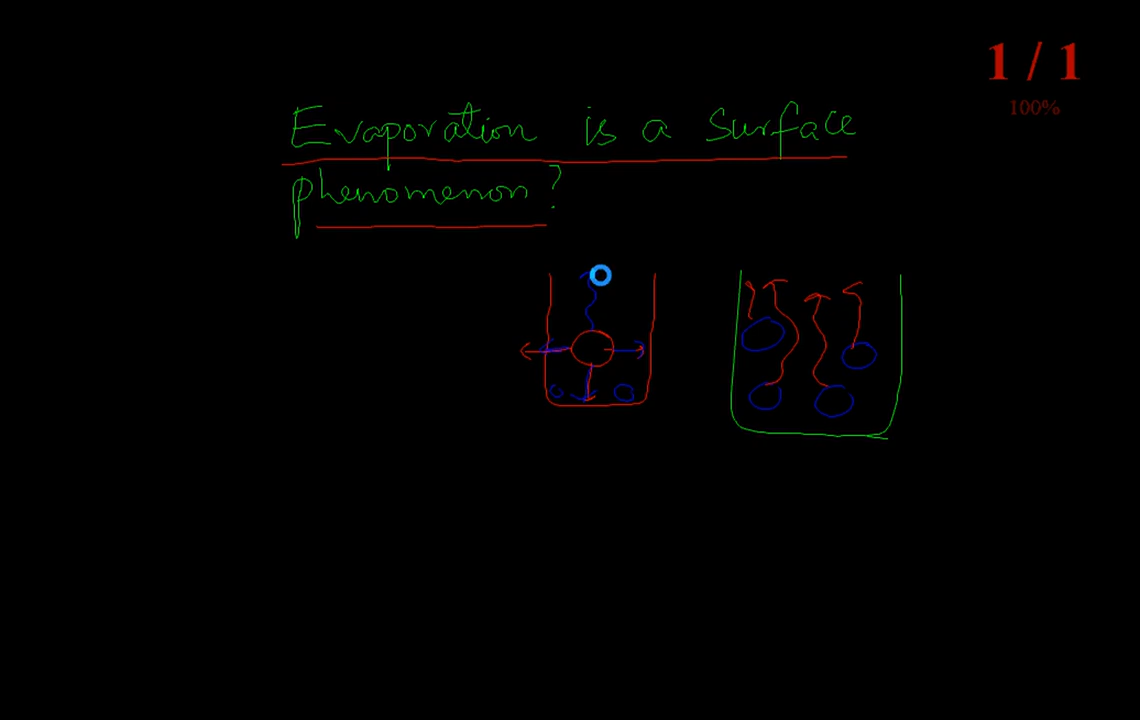 1 / 1
100%
Evaporation is a surface
phenomenon?